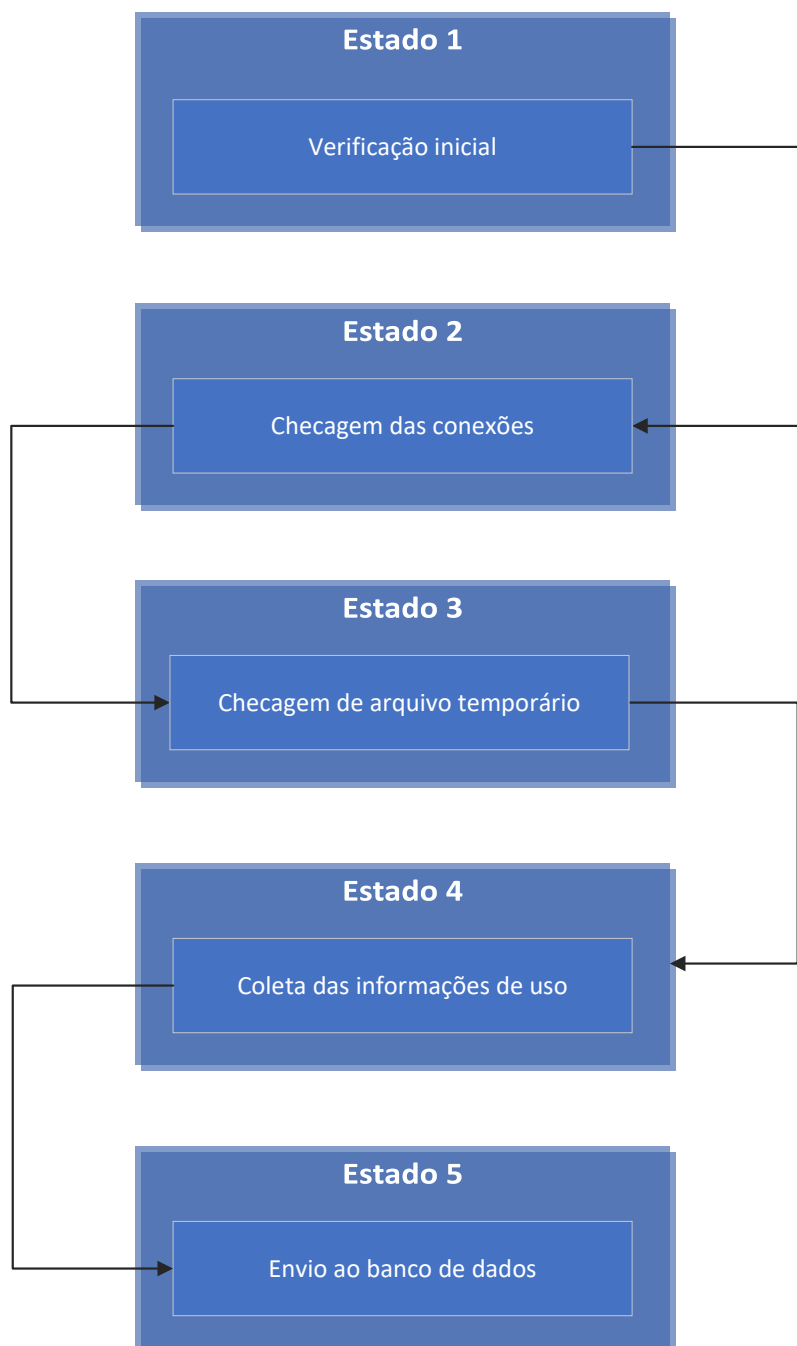 Estado 1
Verificação inicial
Estado 2
Checagem das conexões
Estado 3
Checagem de arquivo temporário
Estado 4
Coleta das informações de uso
Estado 5
Envio ao banco de dados